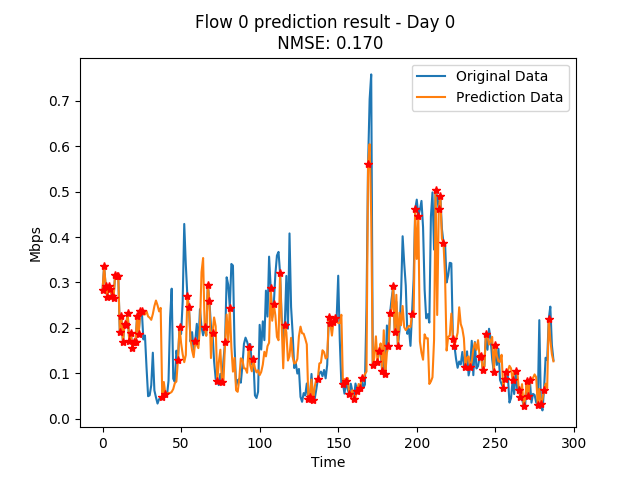 Flow 0 prediction result - Day 0
NMSE: 0.170
Original Data
Prediction Data
Mbps
0.7
0.6
0.5
0.4
0.3
0.2
0.1
0.0
0 50 100 150 200 250 300
Time